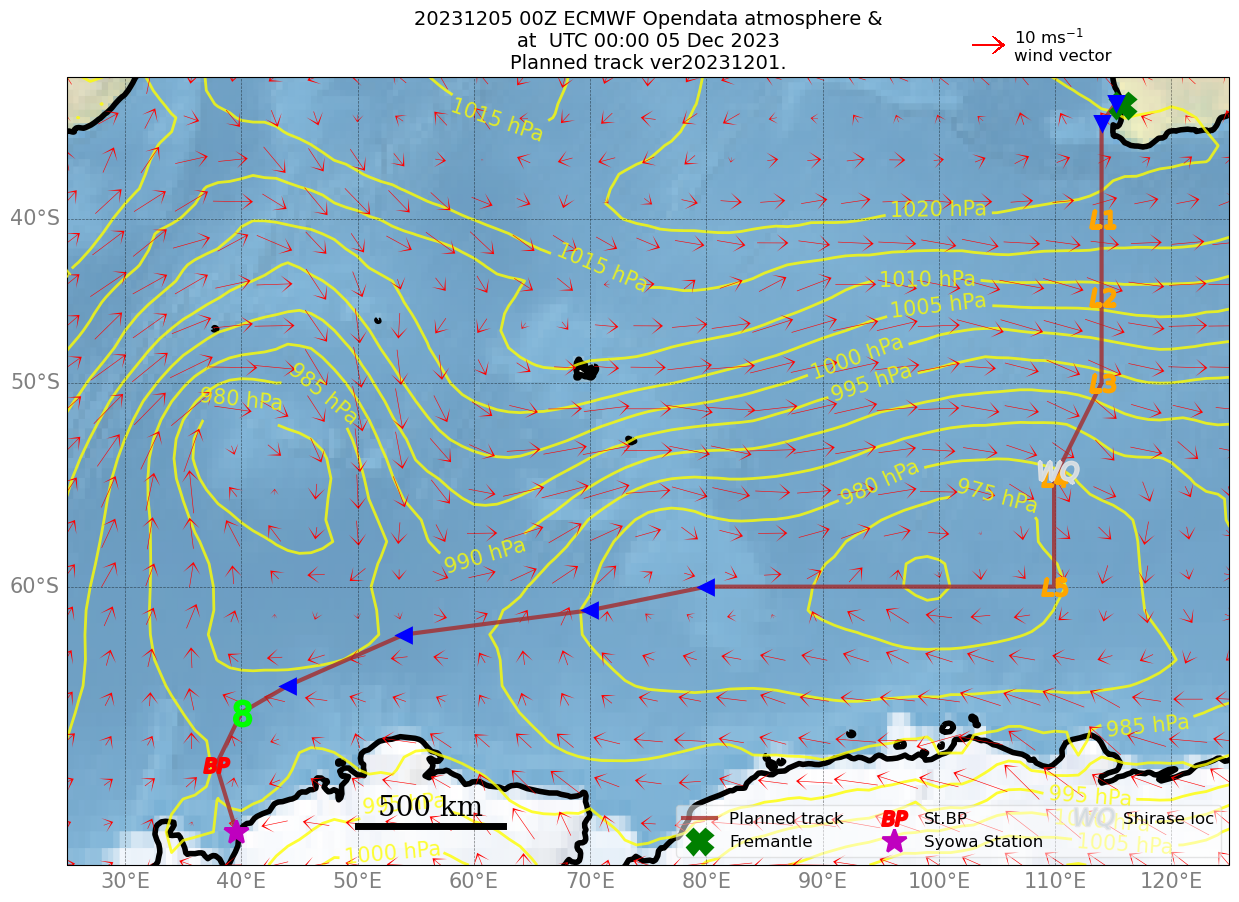 20231205 00Z ECMWF Opendata atmosphere &
at UTC 00:00 05 Dec 2023
Planned track ver20231201.
10 ms⁻¹
wind vector
1015 hPa
1020 hPa
L1
40°S
1015 hPa
1010 hPa
1005 hPa
L2
1000 hPa
995 hPa
985 hPa
980 hPa
50°S
L3
WQ
980 hPa
975 hPa
990 hPa
60°S
L5
8
985 hPa
BP
995 hPa
500 km
1000 hPa
1005 hPa
Planned track
BP St.BP
WQ Shirase loc
Fremantle
Syowa Station
30°E 40°E 50°E 60°E 70°E 80°E 90°E 100°E 110°E 120°E